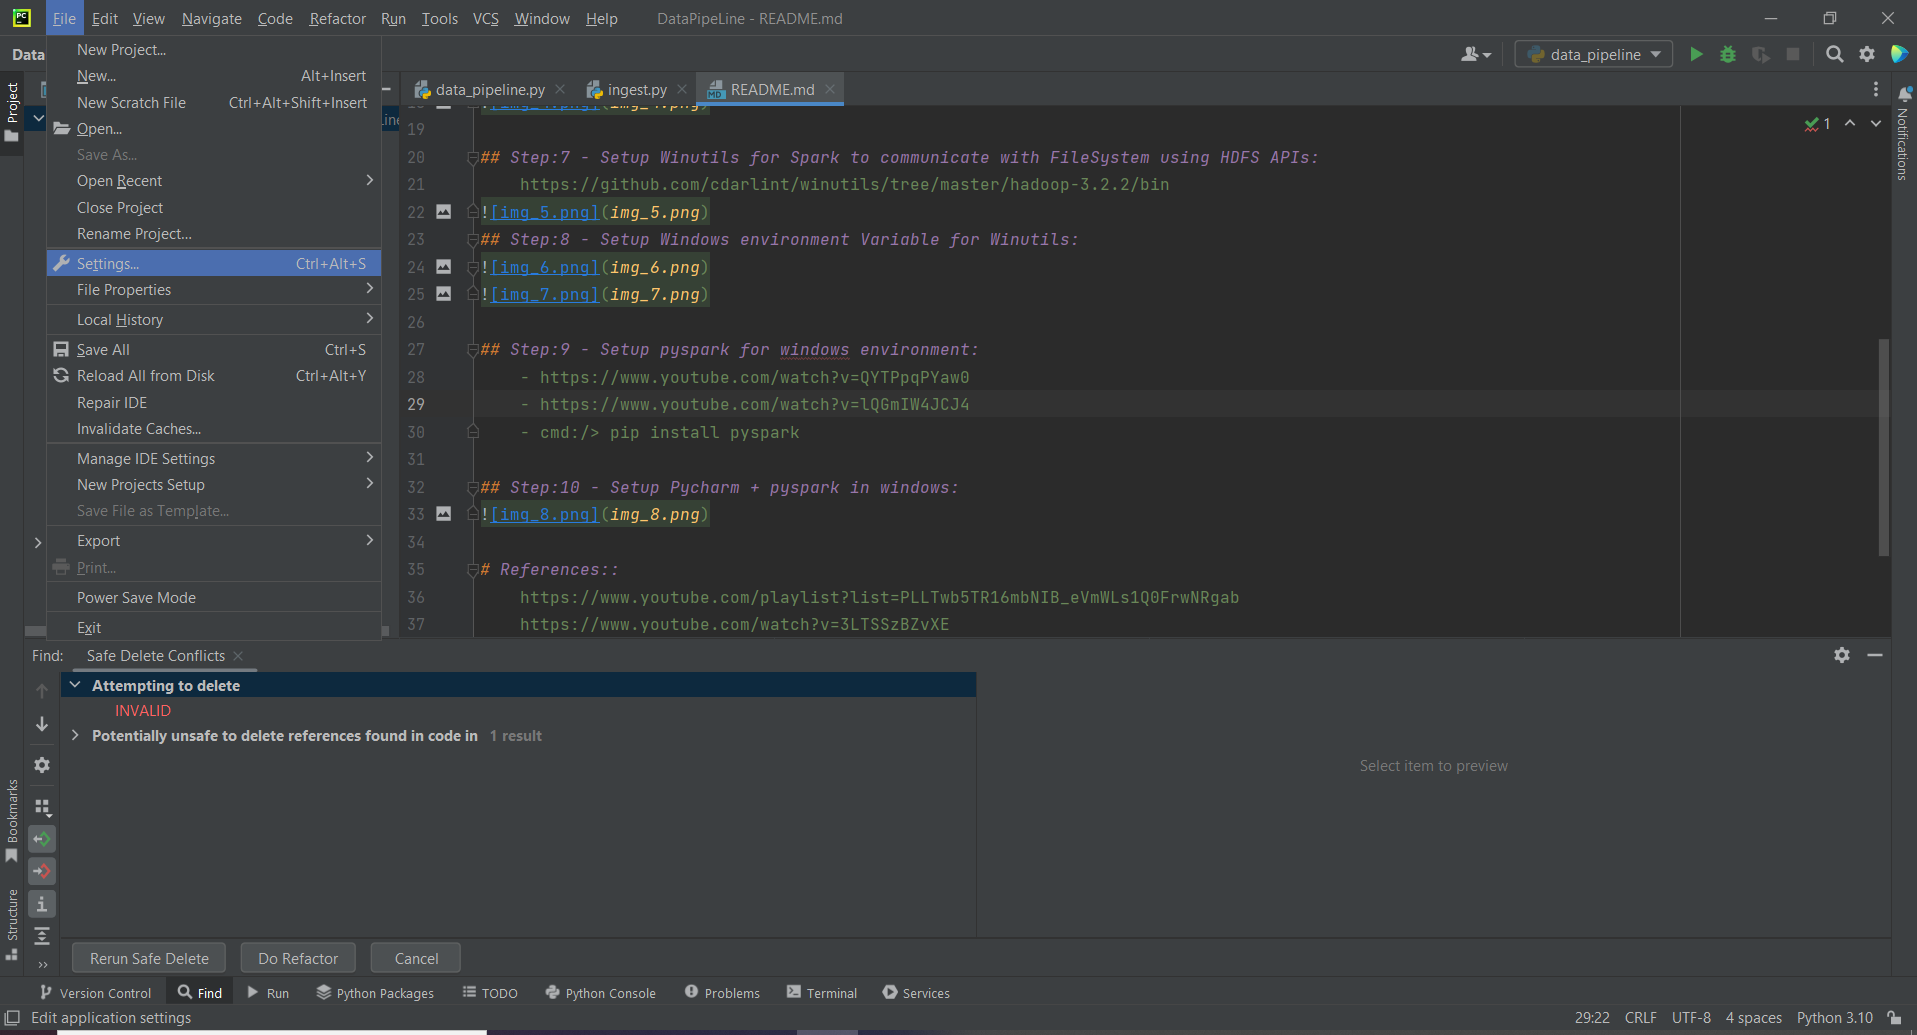 PC
File Edit View Navigate Code Refactor Run Tools VCS Window Help DataPipeLine - README.md
Data
data_pipeline
New Project...
New... Alt+Insert
New Scratch File Ctrl+Alt+Shift+Insert
Open...
Save As...
Open Recent
Close Project
Rename Project...
Settings... Ctrl+Alt+S
File Properties
Local History
Save All Ctrl+S
Reload All from Disk Ctrl+Alt+Y
Repair IDE
Invalidate Caches...
Manage IDE Settings
New Projects Setup
Save File as Template...
Export
Print...
Power Save Mode
Exit
Project
Bookmarks
Structure
Line
data_pipeline.py ingest.py README.md
Notifications
1
19
20 ## Step:7 - Setup Winutils for Spark to communicate with FileSystem using HDFS APIs:
21 https://github.com/cdarlint/winutils/tree/master/hadoop-3.2.2/bin
22 ![img_5.png](img_5.png)
23 ## Step:8 - Setup Windows environment Variable for Winutils:
24 ![img_6.png](img_6.png)
25 ![img_7.png](img_7.png)
26
27 ## Step:9 - Setup pyspark for windows environment:
28 - https://www.youtube.com/watch?v=QYTPpqPYaw0
29 - https://www.youtube.com/watch?v=lQGmIW4JCJ4
30 - cmd:/> pip install pyspark
31
32 ## Step:10 - Setup Pycharm + pyspark in windows:
33 ![img_8.png](img_8.png)
34
35 # References::
36 https://www.youtube.com/playlist?list=PLLTwb5TR16mbNIB_eVmWLs1Q0FrwNRgab
37 https://www.youtube.com/watch?v=3LTSSzBZvXE
Find: Safe Delete Conflicts
Attempting to delete
INVALID
Potentially unsafe to delete references found in code in 1 result
Select item to preview
Rerun Safe Delete Do Refactor Cancel
Version Control Find Run Python Packages TODO Python Console Problems Terminal Services
Edit application settings 29:22 CRLF UTF-8 4 spaces Python 3.10